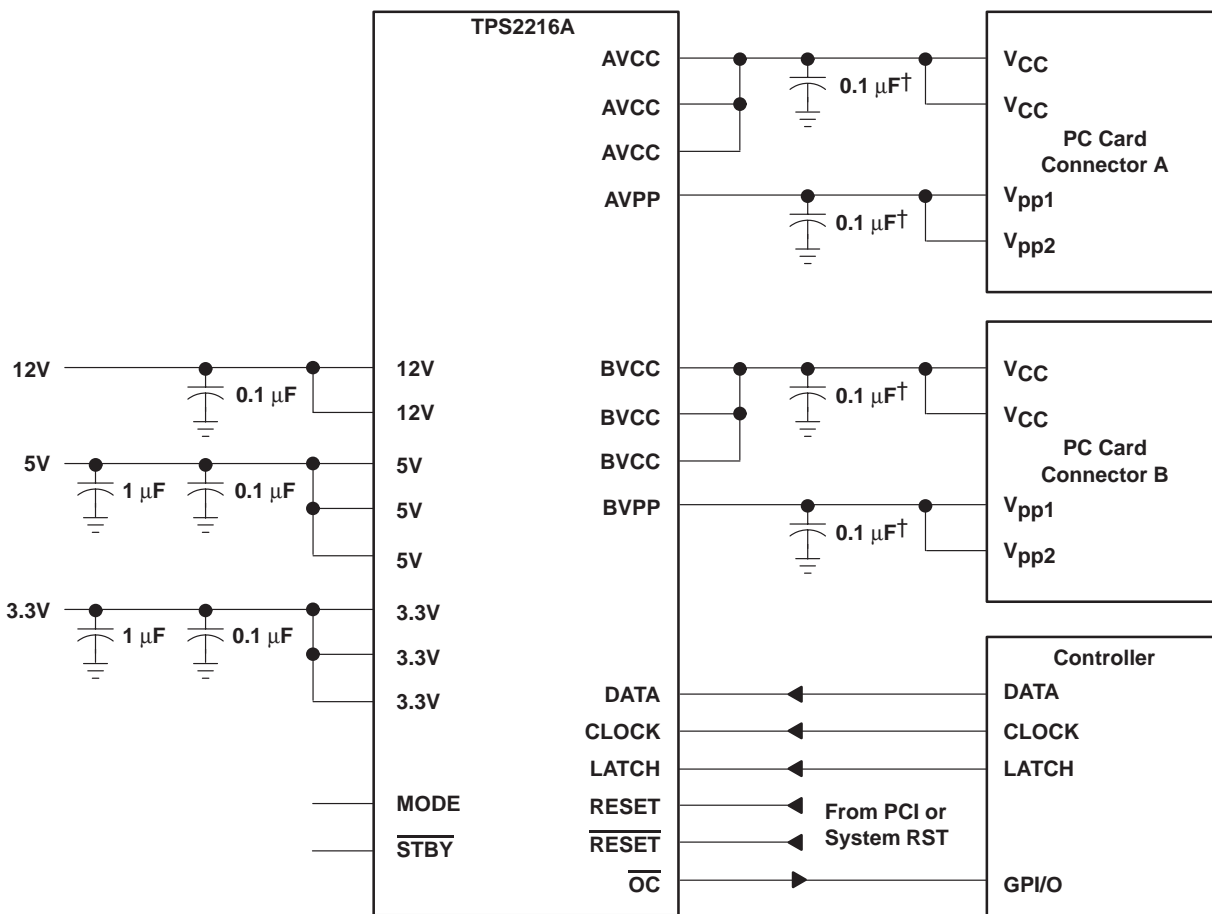 TPS2216A
AVCC
AVCC
AVCC
AVPP
0.1 μF†
0.1 μF†
VCC
VCC
PC Card
Connector A
Vpp1
Vpp2
12V
0.1 μF
12V
12V
5V
1 μF
0.1 μF
5V
5V
5V
3.3V
1 μF
0.1 μF
3.3V
3.3V
3.3V
MODE
STBY
BVCC
BVCC
BVCC
BVPP
0.1 μF†
0.1 μF†
VCC
VCC
PC Card
Connector B
Vpp1
Vpp2
DATA
CLOCK
LATCH
RESET
RESET
OC
From PCI or
System RST
Controller
DATA
CLOCK
LATCH
GPI/O